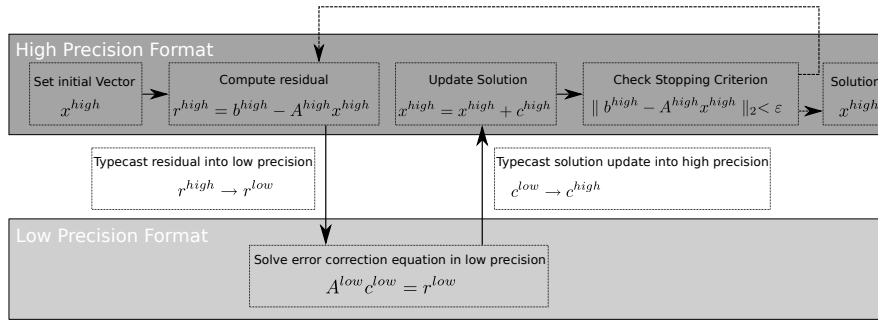 High Precision Format
Set initial Vector
x^{high}
Compute residual
r^{high} = b^{high} − A^{high}x^{high}
Update Solution
x^{high} = x^{high} + c^{high}
Check Stopping Criterion
‖ b^{high} − A^{high}x^{high} ‖₂< ε
Solution
x^{high}
Typecast residual into low precision
r^{high} → r^{low}
Typecast solution update into high precision
c^{low} → c^{high}
Low Precision Format
Solve error correction equation in low precision
A^{low}c^{low} = r^{low}